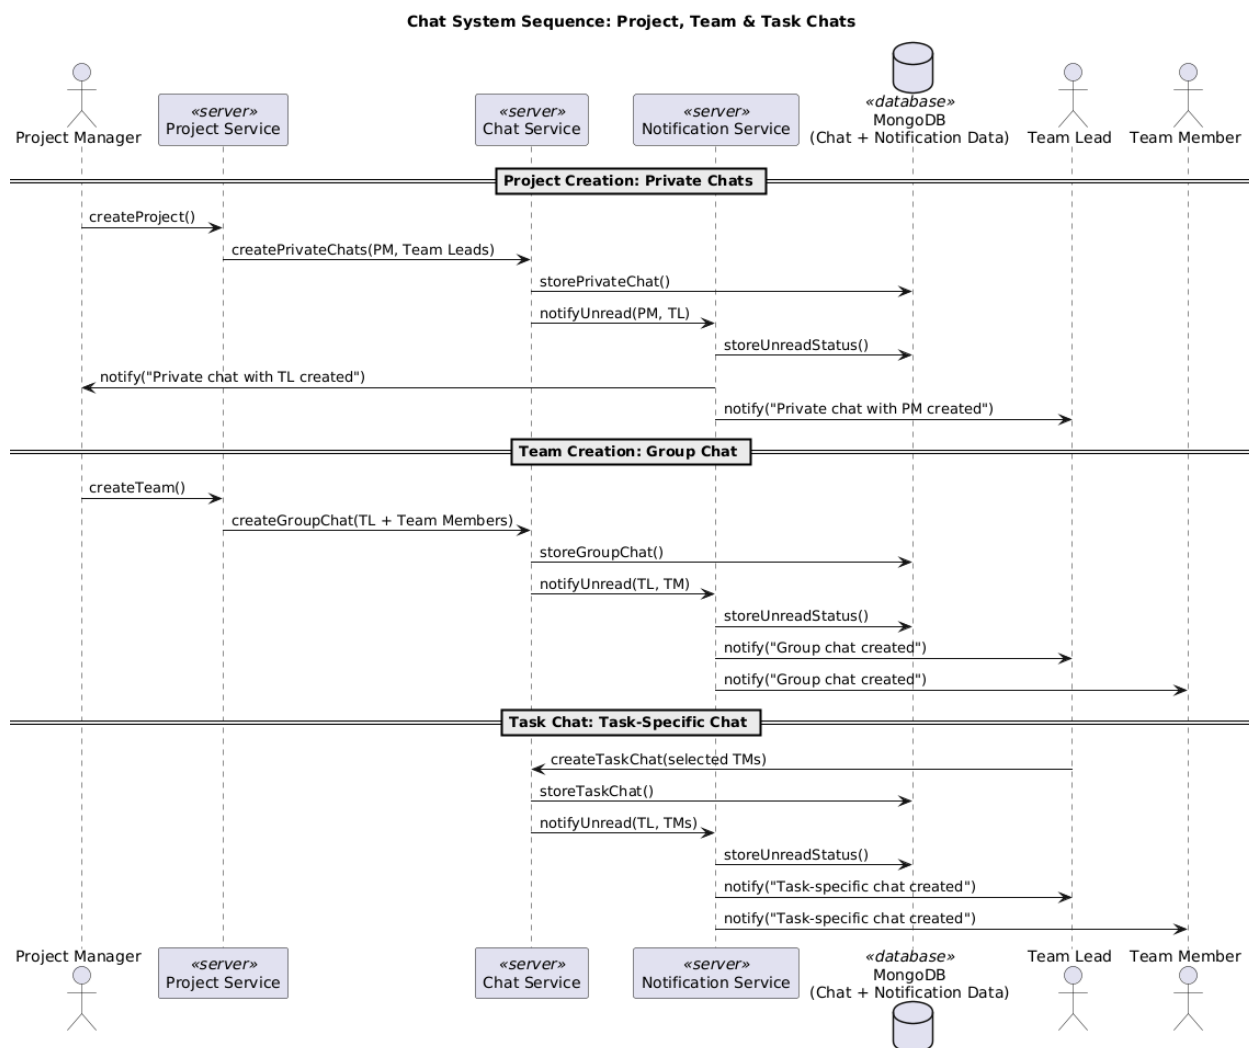 Chat System Sequence: Project, Team & Task Chats
Project Manager
«server»
Project Service
«server»
Chat Service
«server»
Notification Service
«database»
MongoDB
(Chat + Notification Data)
Team Lead
Team Member
Project Creation: Private Chats
createProject()
createPrivateChats(PM, Team Leads)
storePrivateChat()
notifyUnread(PM, TL)
storeUnreadStatus()
notify("Private chat with TL created")
notify("Private chat with PM created")
Team Creation: Group Chat
createTeam()
createGroupChat(TL + Team Members)
storeGroupChat()
notifyUnread(TL, TM)
storeUnreadStatus()
notify("Group chat created")
notify("Group chat created")
Task Chat: Task-Specific Chat
createTaskChat(selected TMs)
storeTaskChat()
notifyUnread(TL, TMs)
storeUnreadStatus()
notify("Task-specific chat created")
notify("Task-specific chat created")
Project Manager
«server»
Project Service
«server»
Chat Service
«server»
Notification Service
«database»
MongoDB
(Chat + Notification Data)
Team Lead
Team Member